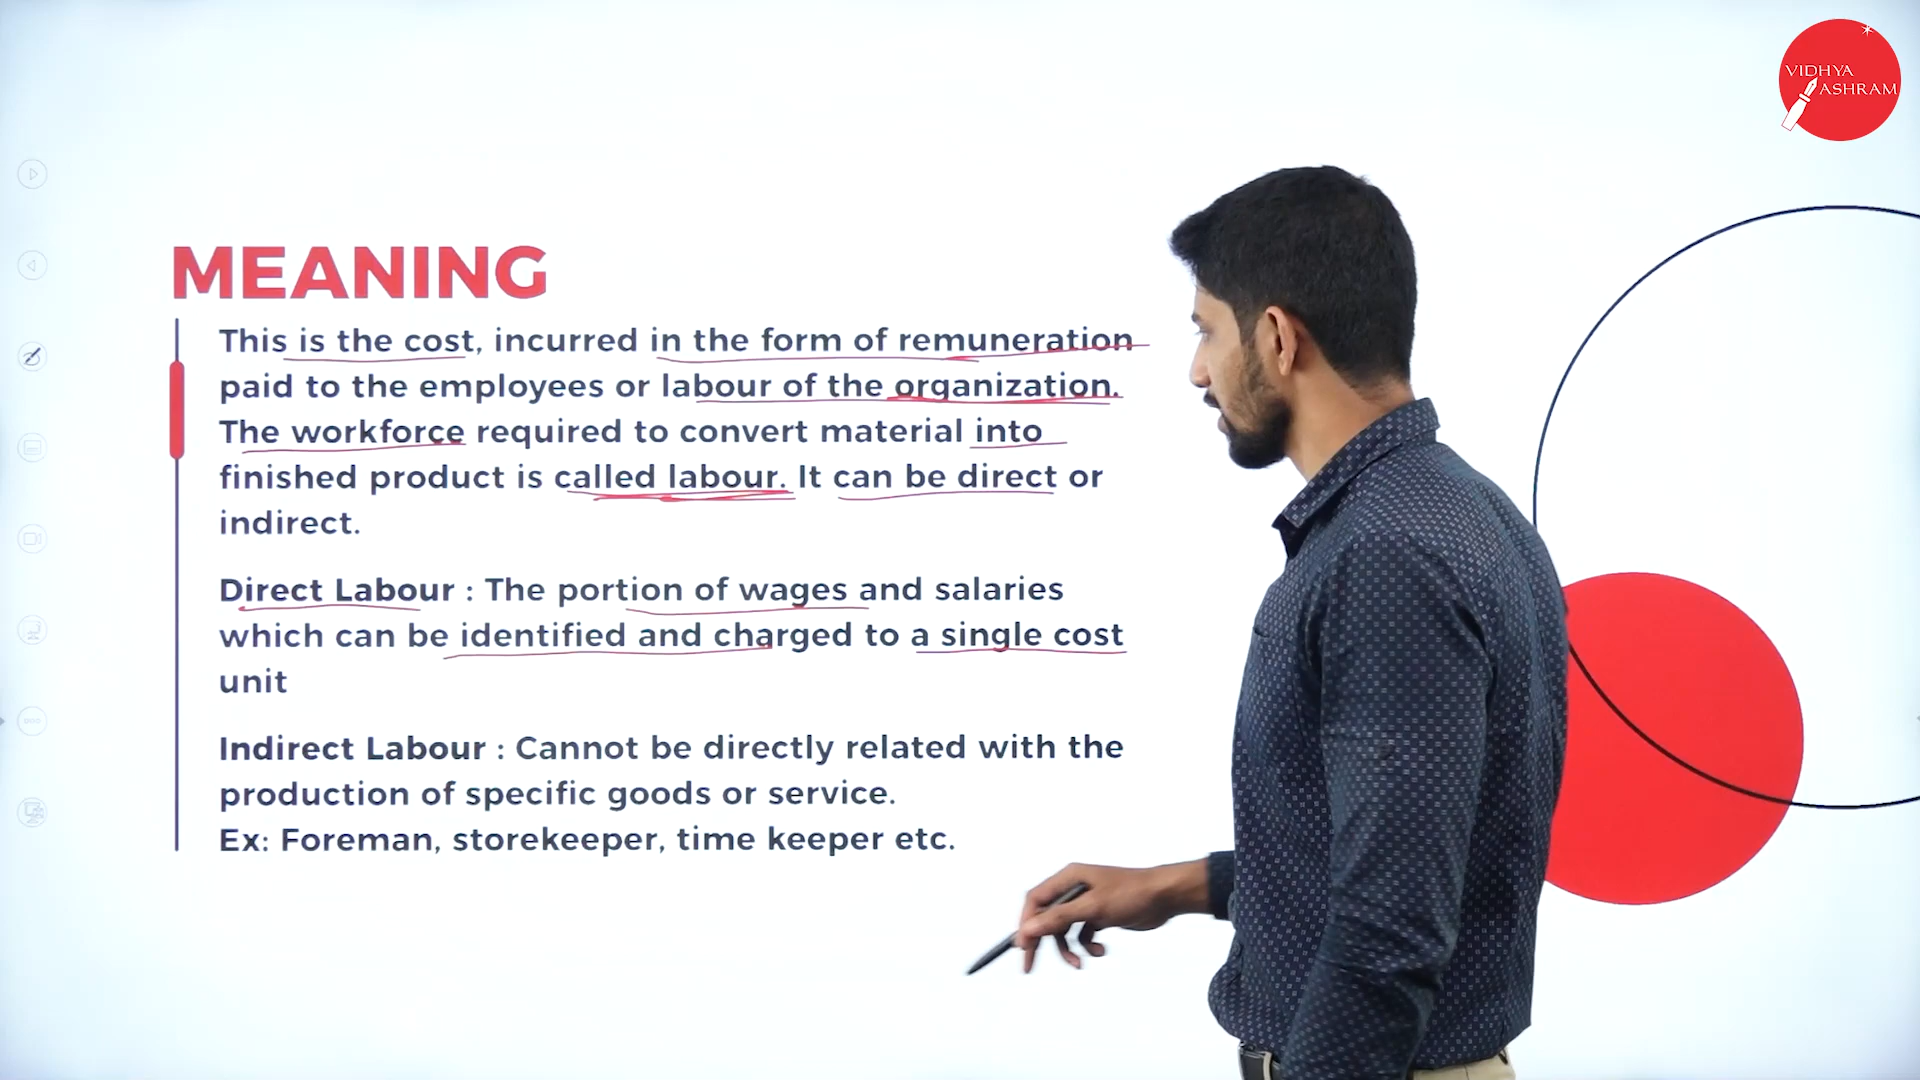 VIDHYA
ASHRAM
MEANING
This is the cost, incurred in the form of remuneration
paid to the employees or labour of the organization.
The workforce required to convert material into
finished product is called labour. It can be direct or
indirect.
Direct Labour : The portion of wages and salaries
which can be identified and charged to a single cost
unit
Indirect Labour : Cannot be directly related with the
production of specific goods or service.
Ex: Foreman, storekeeper, time keeper etc.